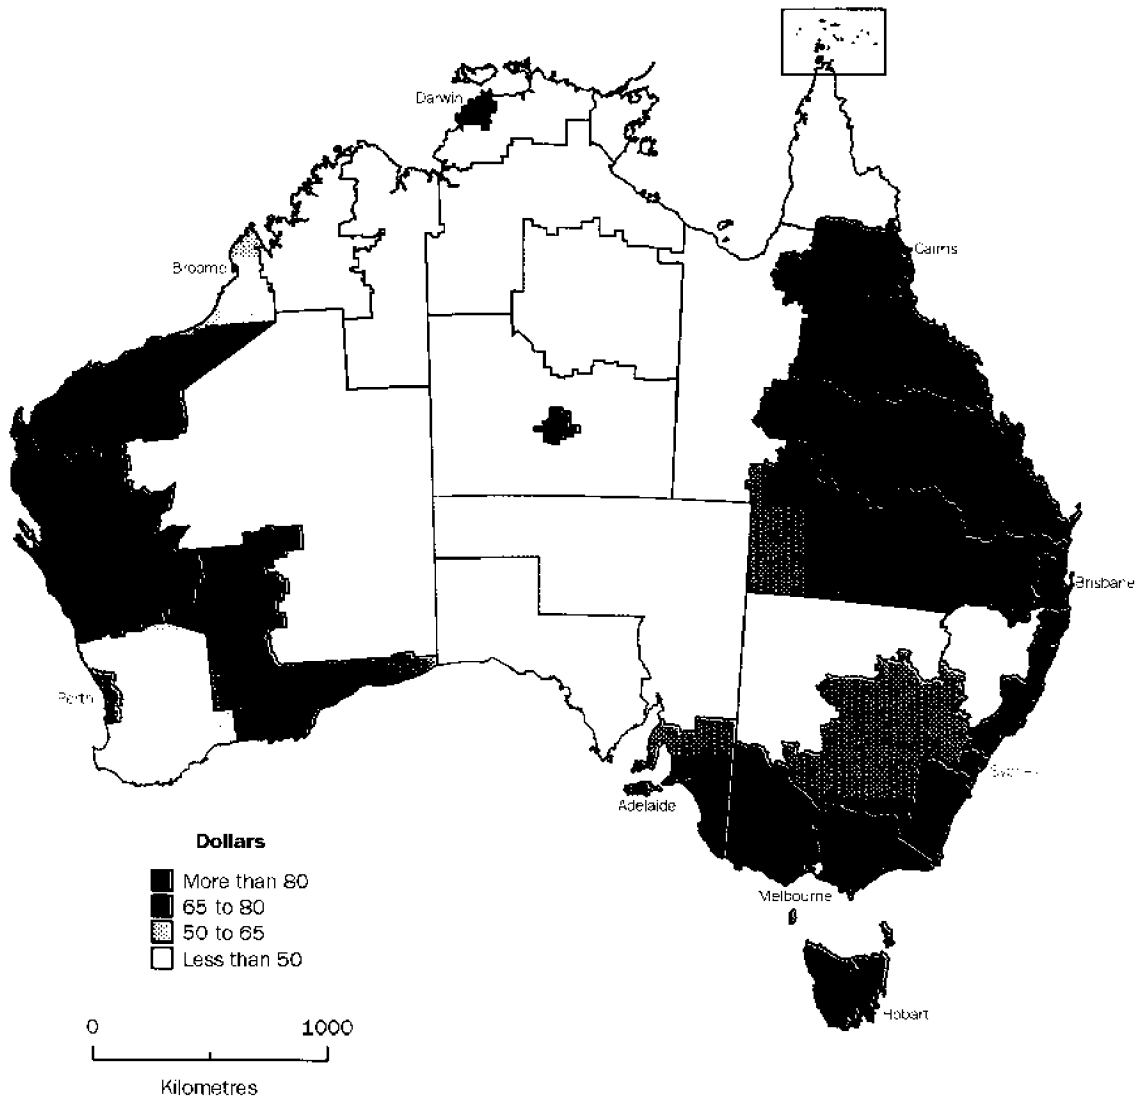 Darwin
Cairns
Broome
Brisbane
Perth
Adelaide
Melbourne
Hobart
Dollars
More than 80
65 to 80
50 to 65
Less than 50
0 1000
Kilometres